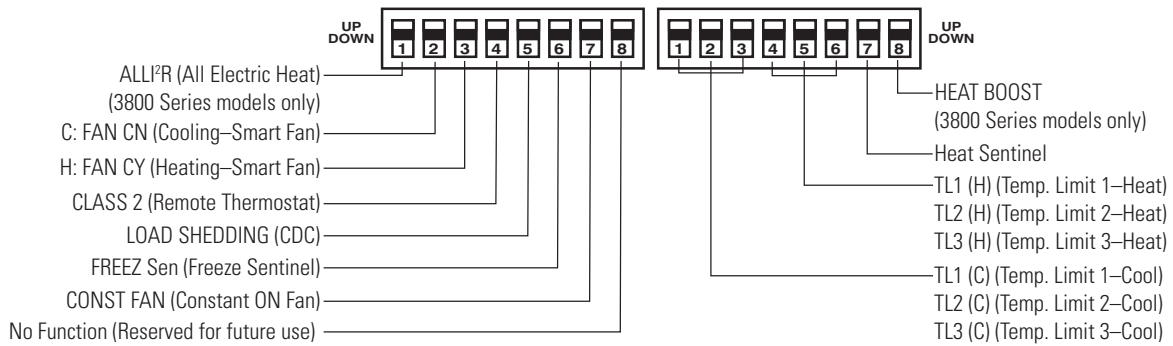 UP
DOWN
1 2 3 4 5 6 7 8
1 2 3 4 5 6 7 8
UP
DOWN
ALLI²R (All Electric Heat)
(3800 Series models only)
C: FAN CN (Cooling–Smart Fan)
H: FAN CY (Heating–Smart Fan)
CLASS 2 (Remote Thermostat)
LOAD SHEDDING (CDC)
FREEZ Sen (Freeze Sentinel)
CONST FAN (Constant ON Fan)
No Function (Reserved for future use)
HEAT BOOST
(3800 Series models only)
Heat Sentinel
TL1 (H) (Temp. Limit 1–Heat)
TL2 (H) (Temp. Limit 2–Heat)
TL3 (H) (Temp. Limit 3–Heat)
TL1 (C) (Temp. Limit 1–Cool)
TL2 (C) (Temp. Limit 2–Cool)
TL3 (C) (Temp. Limit 3–Cool)